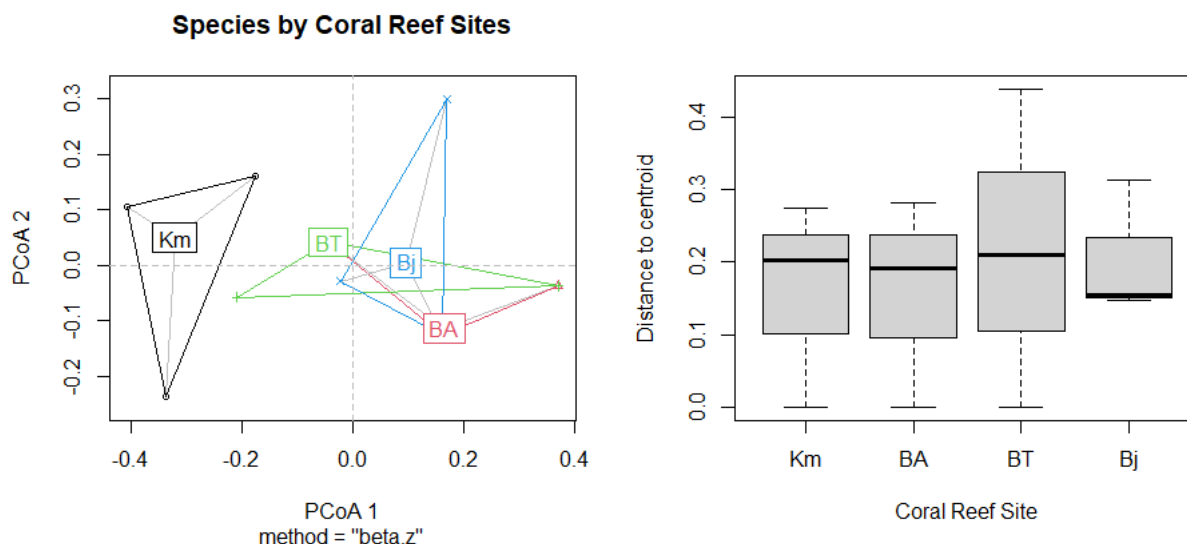 Species by Coral Reef Sites
PCoA 2
0.3
0.2
0.1
0.0
-0.1
-0.2
Km
BT
Bj
BA
-0.4
-0.2
0.0
0.2
0.4
PCoA 1
method = "beta.z"
Distance to centroid
0.4
0.3
0.2
0.1
0.0
Km
BA
BT
Bj
Coral Reef Site